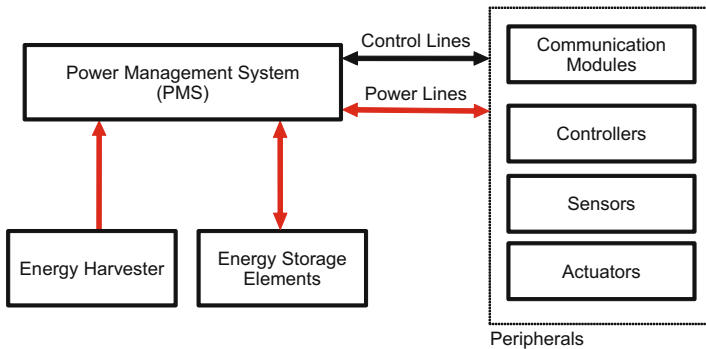 Control Lines
Power Management System
(PMS)
Power Lines
Communication
Modules
Controllers
Sensors
Actuators
Energy Harvester
Energy Storage
Elements
Peripherals